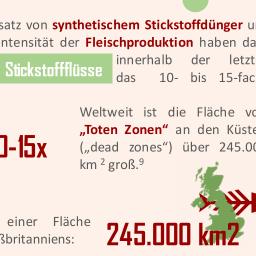 satz von synthetischem Stickstoffdünger
ntensität der Fleischproduktion haben da
Stickstoffflüsse
innerhalb der letzt
das 10- bis 15-fac
0-15x
Weltweit ist die Fläche vo
„Toten Zonen“ an den Küste
(„dead zones“) über 245.00
km ² groß.⁹
einer Fläche
ßbritanniens:
245.000 km2